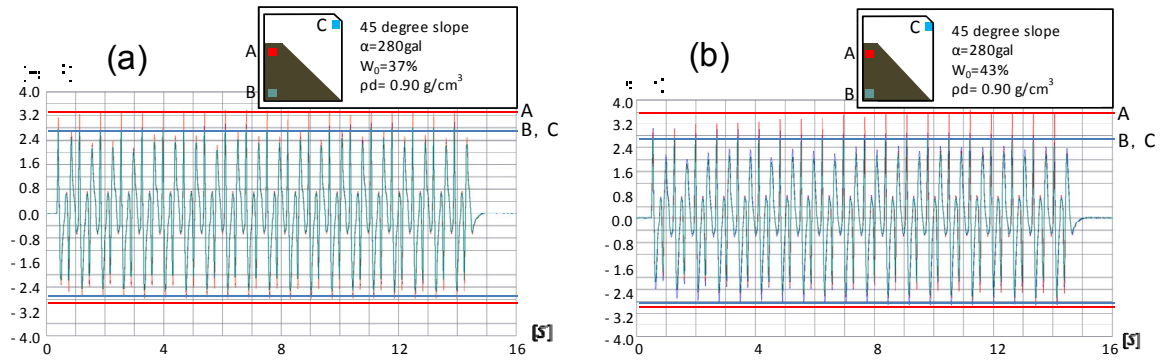 (a)
C
A
B
45 degree slope
α=280gal
W₀=37%
ρd= 0.90 g/cm³
4.0
3.2
2.4
1.6
0.8
0.0
- 0.8
- 1.6
- 2.4
- 3.2
- 4.0
A
B, C
0
4
8
12
16
[S]
(b)
C
A
B
45 degree slope
α=280gal
W₀=43%
ρd= 0.90 g/cm³
4.0
3.2
2.4
1.6
0.8
0.0
- 0.8
- 1.6
- 2.4
- 3.2
- 4.0
A
B, C
0
4
8
12
16
[S]